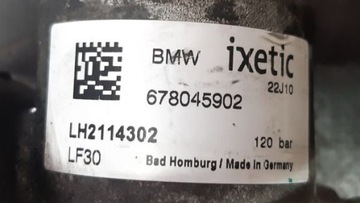 BMW ixetic
22J10
678045902
LH2114302 120 bar
LF30 Bad Homburg / Made in Germany